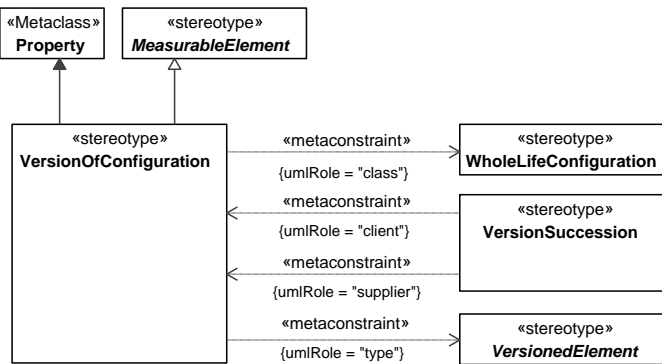 «Metaclass»
Property
«stereotype»
MeasurableElement
«stereotype»
VersionOfConfiguration
«metaconstraint»
{umlRole = "class"}
«stereotype»
WholeLifeConfiguration
«metaconstraint»
{umlRole = "client"}
«stereotype»
VersionSuccession
«metaconstraint»
{umlRole = "supplier"}
«metaconstraint»
{umlRole = "type"}
«stereotype»
VersionedElement